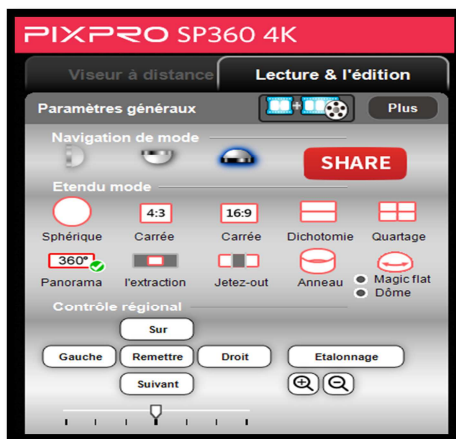 PIXPRO SP360 4K
Viseur à distance Lecture & l'édition
Paramètres généraux Plus
Navigation de mode
SHARE
Etendu mode
4:3 16:9
Sphérique Carrée Carrée Dichotomie Quartage
360°
Panorama l'extraction Jetez-out Anneau Magic flat
Dôme
Contrôle régional
Sur
Gauche Remettre Droit Etalonnage
Suivant